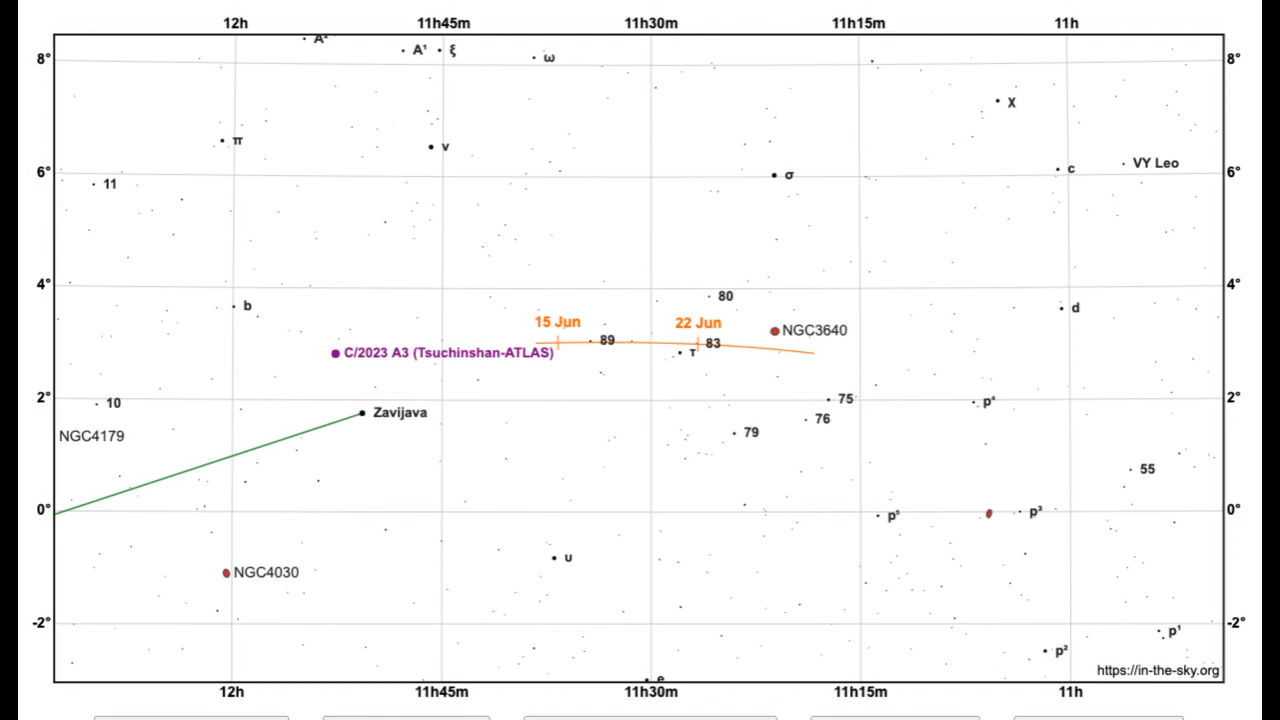 12h 11h45m 11h30m 11h15m 11h
A¹ ξ
ω
8° 8°
χ
π
ν
VY Leo
c
6° 6°
σ
11
4° 4°
80
b
d
15 Jun 22 Jun
NGC3640
89
83
C/2023 A3 (Tsuchinshan-ATLAS)
τ
2° 2°
75
10
p⁴
Zavijava
76
79
NGC4179
55
0° 0°
p³
p⁵
υ
NGC4030
-2° -2°
p¹
p²
https://in-the-sky.org
e
12h 11h45m 11h30m 11h15m 11h